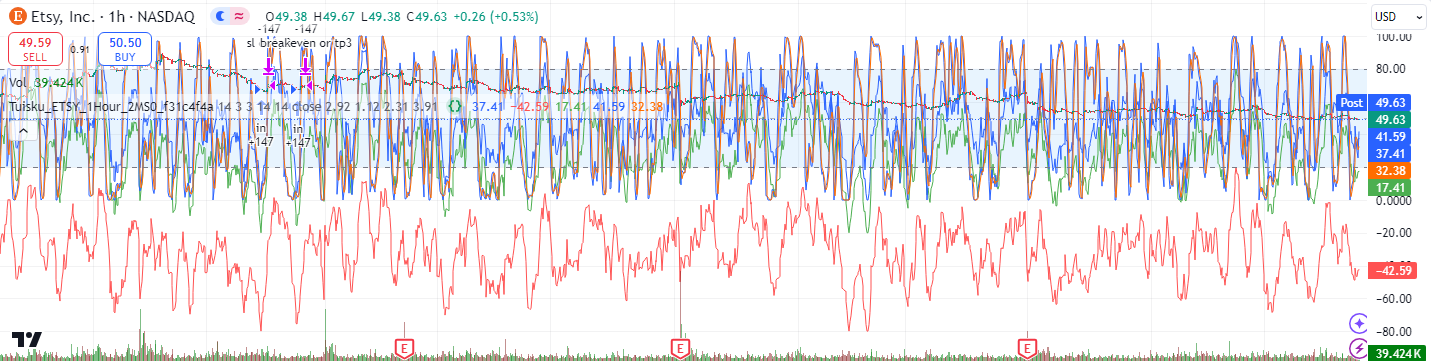 E Etsy, Inc. · 1h · NASDAQ O49.38 H49.67 L49.38 C49.63 +0.26 (+0.53%)
USD
-147 -147
49.59 SELL
0.91
50.50 BUY
sl breakeven or tp3
Vol 39.424K
Tuisku_ETSY_1Hour_2MS0_f31c4f4a 14 3 3 14 14 close 2.92 1.12 2.31 3.91 37.41 −42.59 17.41 41.59 32.38
in in
+147 +147
100.00
80.00
Post 49.63
49.63
41.59
37.41
32.38
17.41
0.0000
−20.00
−42.59
−60.00
−80.00
E E E
39.424K